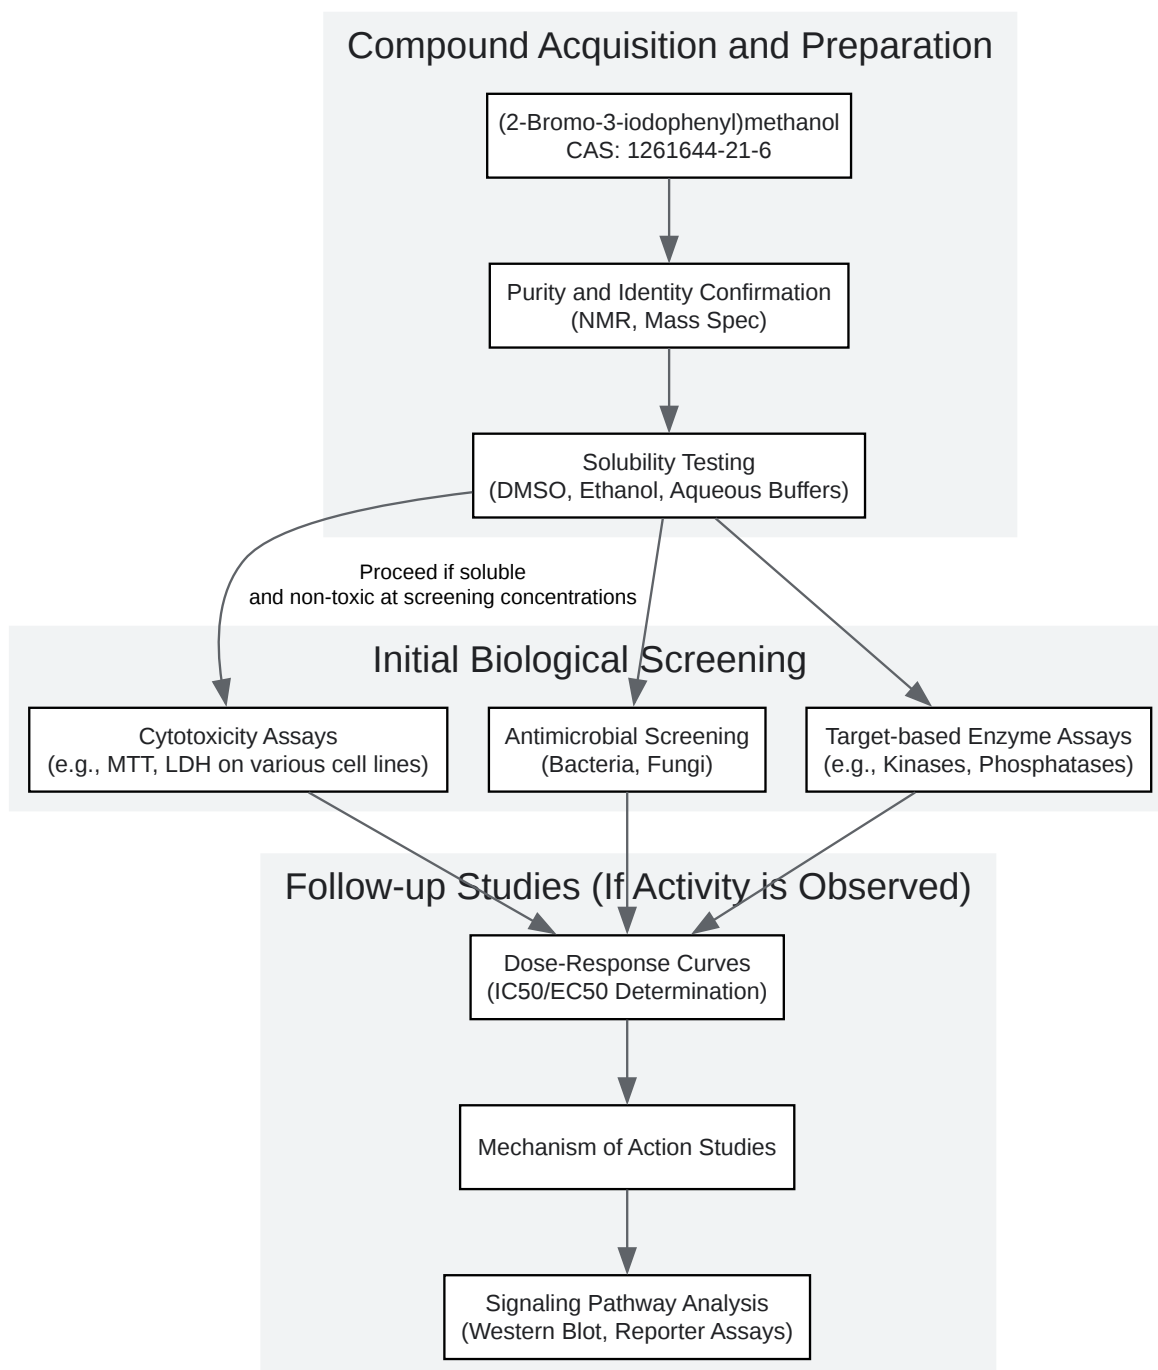 Compound Acquisition and Preparation
(2-Bromo-3-iodophenyl)methanol
CAS: 1261644-21-6
Purity and Identity Confirmation
(NMR, Mass Spec)
Solubility Testing
(DMSO, Ethanol, Aqueous Buffers)
Proceed if soluble
and non-toxic at screening concentrations
Initial Biological Screening
Cytotoxicity Assays
(e.g., MTT, LDH on various cell lines)
Antimicrobial Screening
(Bacteria, Fungi)
Target-based Enzyme Assays
(e.g., Kinases, Phosphatases)
Follow-up Studies (If Activity is Observed)
Dose-Response Curves
(IC50/EC50 Determination)
Mechanism of Action Studies
Signaling Pathway Analysis
(Western Blot, Reporter Assays)